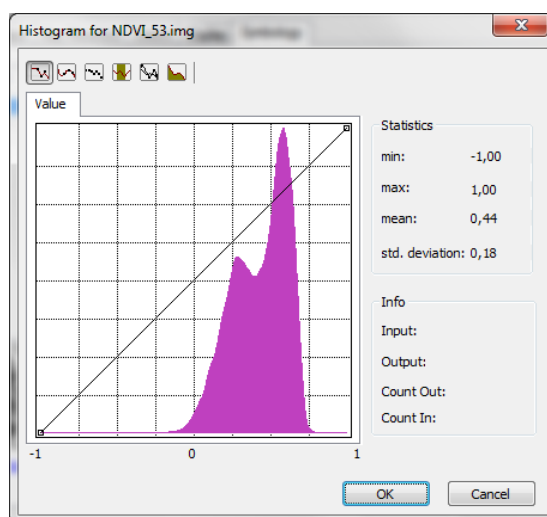 Histogram for NDVI_53.img
Value
Statistics
min: -1,00
max: 1,00
mean: 0,44
std. deviation: 0,18
Info
Input:
Output:
Count Out:
Count In:
-1 0 1
OK Cancel